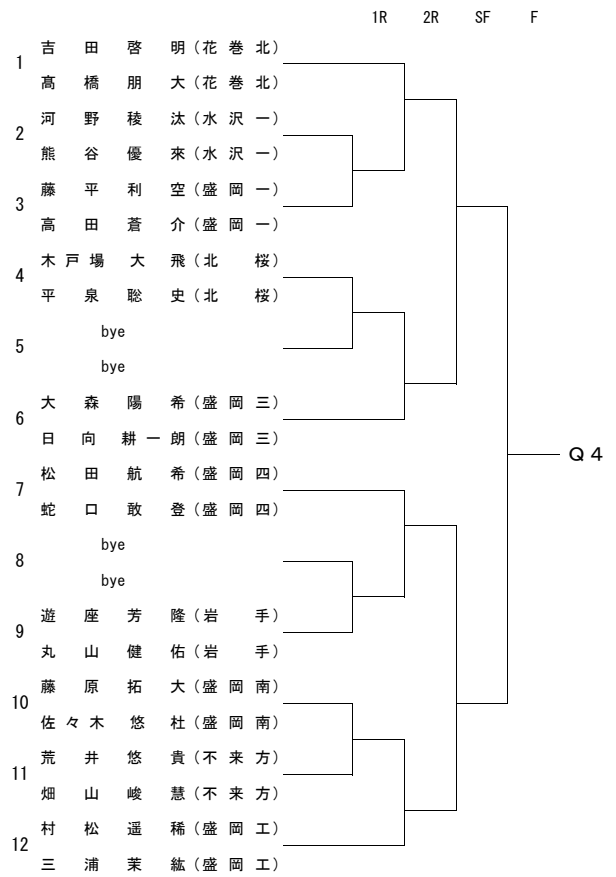 1R 2R SF F
1 吉田啓明(花巻北)
髙橋朋大(花巻北)
2 河野稜汰(水沢一)
熊谷優來(水沢一)
3 藤平利空(盛岡一)
高田蒼介(盛岡一)
4 木戸場大飛(北桜)
平泉聡史(北桜)
5 bye
bye
6 大森陽希(盛岡三)
日向耕一朗(盛岡三)
7 松田航希(盛岡四)
蛇口敢登(盛岡四)
8 bye
bye
9 遊座芳隆(岩手)
丸山健佑(岩手)
10 藤原拓大(盛岡南)
佐々木悠杜(盛岡南)
11 荒井悠貴(不来方)
畑山峻慧(不来方)
12 村松遥稀(盛岡工)
三浦茉紘(盛岡工)
Q4